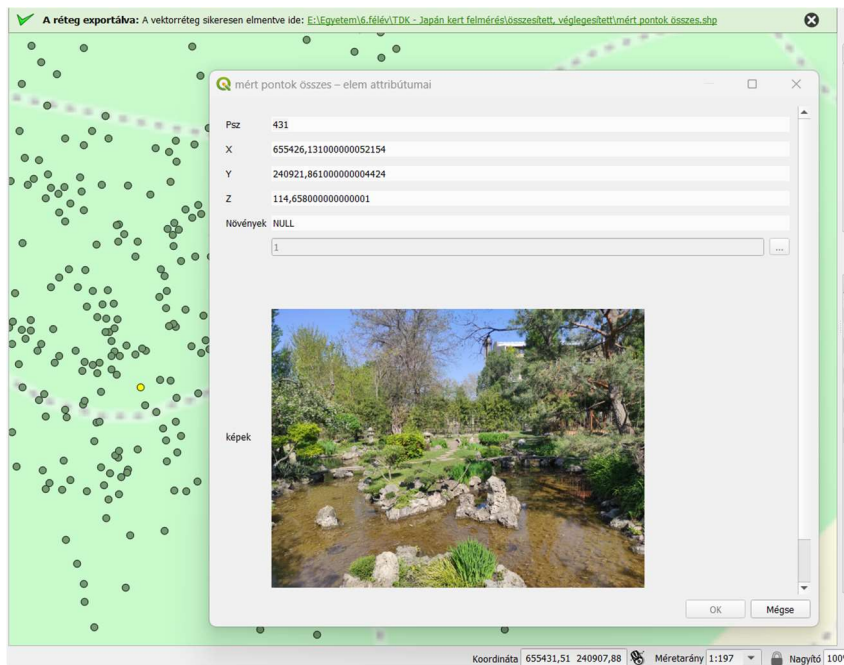 A réteg exportálva: A vektorréteg sikeresen elmentve ide: E:\Egyetem\6.félév\TDK - Japán kert felmérés\összesített, véglegesített\mért pontok összes.shp
mért pontok összes – elem attribútumai
Psz 431
X 655426,131000000052154
Y 240921,861000000004424
Z 114,658000000000001
Növények NULL
1 ...
képek
OK Mégse
Koordináta 655431,51 240907,88 Méretarány 1:197 Nagyító 100%